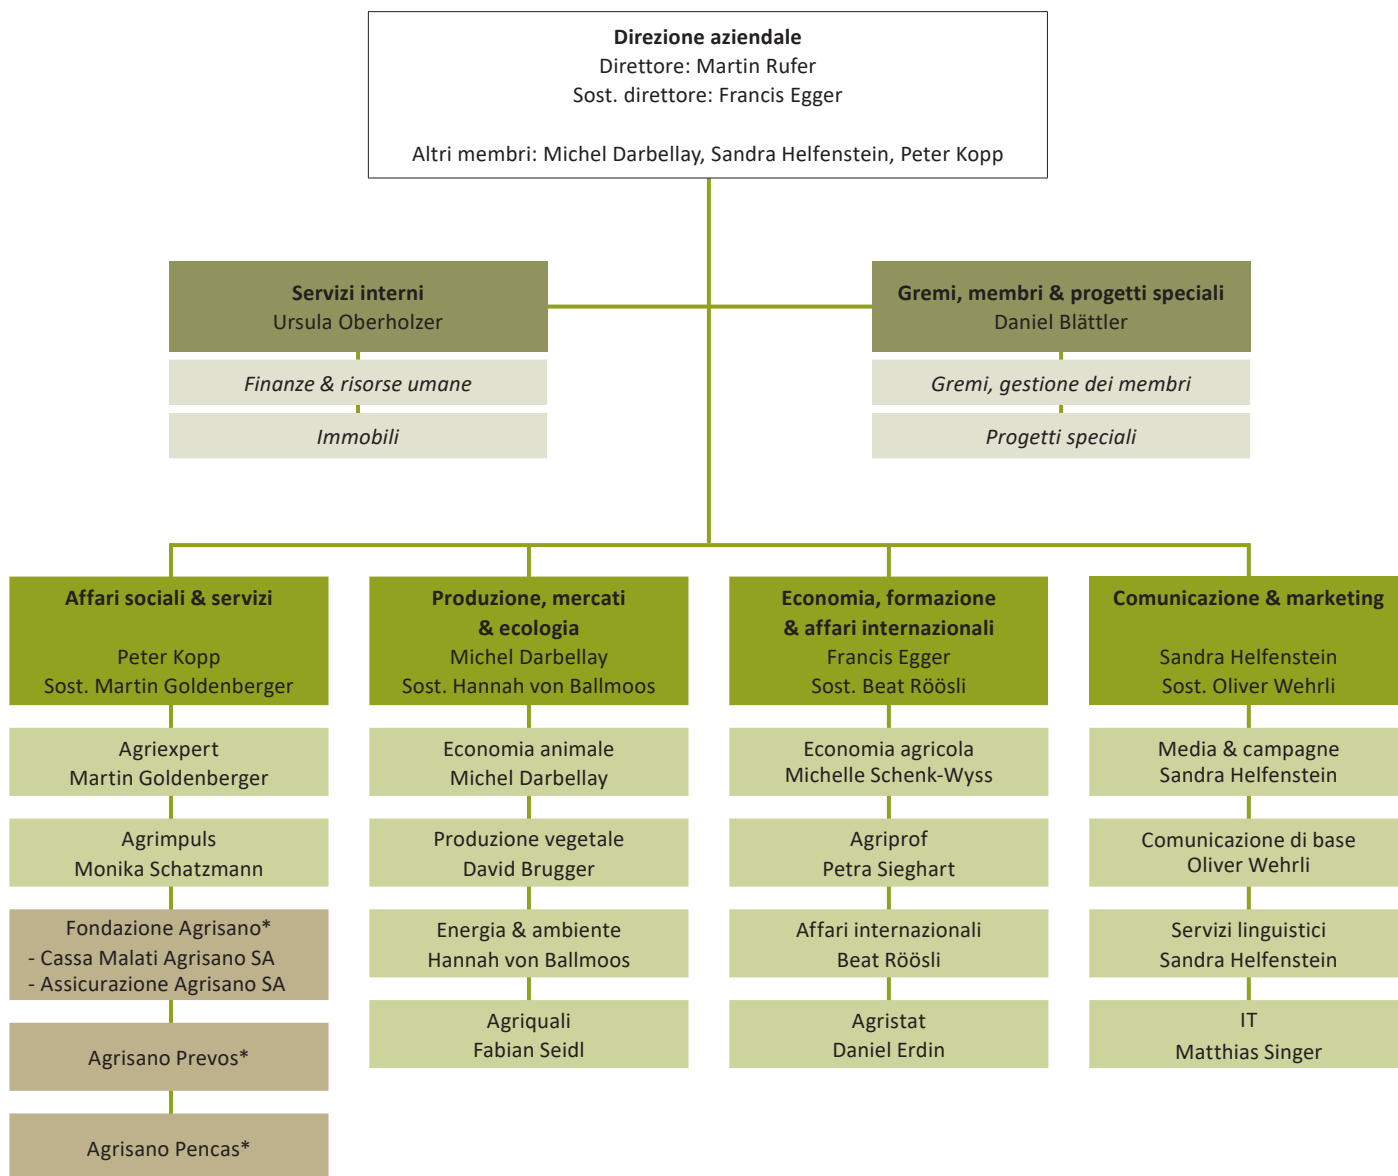 Direzione aziendale
Direttore: Martin Rufer
Sost. direttore: Francis Egger
Altri membri: Michel Darbellay, Sandra Helfenstein, Peter Kopp
Servizi interni
Ursula Oberholzer
Finanze & risorse umane
Immobili
Gremi, membri & progetti speciali
Daniel Blättler
Gremi, gestione dei membri
Progetti speciali
Affari sociali & servizi
Peter Kopp
Sost. Martin Goldenberger
Agriexpert
Martin Goldenberger
Agrimpuls
Monika Schatzmann
Fondazione Agrisano*
- Cassa Malati Agrisano SA
- Assicurazione Agrisano SA
Agrisano Prevos*
Agrisano Pencas*
Produzione, mercati
& ecologia
Michel Darbellay
Sost. Hannah von Ballmoos
Economia animale
Michel Darbellay
Produzione vegetale
David Brugger
Energia & ambiente
Hannah von Ballmoos
Agriquali
Fabian Seidl
Economia, formazione
& affari internazionali
Francis Egger
Sost. Beat Röösli
Economia agricola
Michelle Schenk-Wyss
Agriprof
Petra Sieghart
Affari internazionali
Beat Röösli
Agristat
Daniel Erdin
Comunicazione & marketing
Sandra Helfenstein
Sost. Oliver Wehrli
Media & campagne
Sandra Helfenstein
Comunicazione di base
Oliver Wehrli
Servizi linguistici
Sandra Helfenstein
IT
Matthias Singer